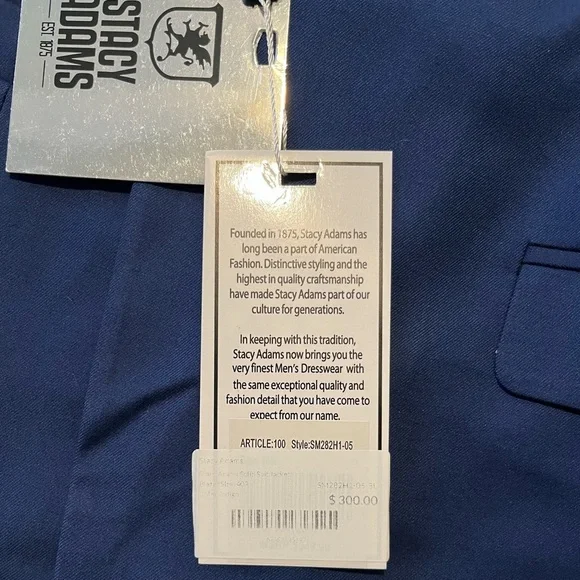 STACY
ADAMS
EST. 1875
Founded in 1875, Stacy Adams has
long been a part of American
Fashion. Distinctive styling and the
highest in quality craftsmanship
have made Stacy Adams part of our
culture for generations.
In keeping with this tradition,
Stacy Adams now brings you the
very finest Men's Dresswear with
the same exceptional quality and
fashion detail that you have come to
expect from our name.
ARTICLE:100 Style:SM282H1-05
$ 300.00